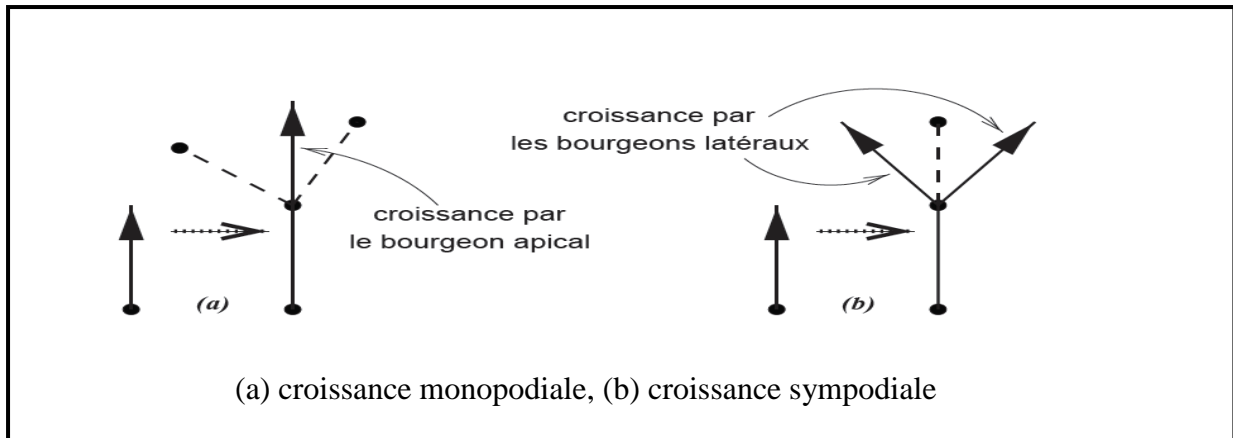 croissance par
le bourgeon apical
(a)
croissance par
les bourgeons latéraux
(b)
(a) croissance monopodiale, (b) croissance sympodiale